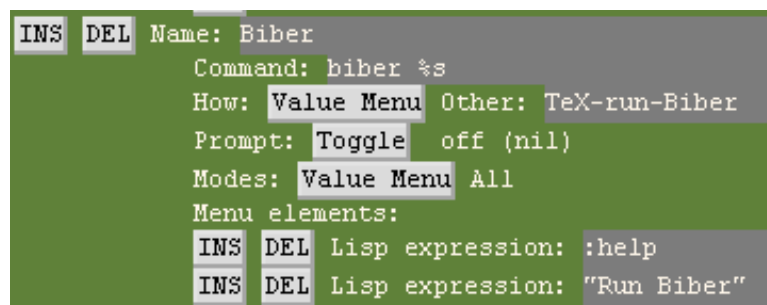 INS DEL Name: Biber
Command: biber %s
How: Value Menu Other: TeX-run-Biber
Prompt: Toggle off (nil)
Modes: Value Menu All
Menu elements:
INS DEL Lisp expression: :help
INS DEL Lisp expression: "Run Biber"